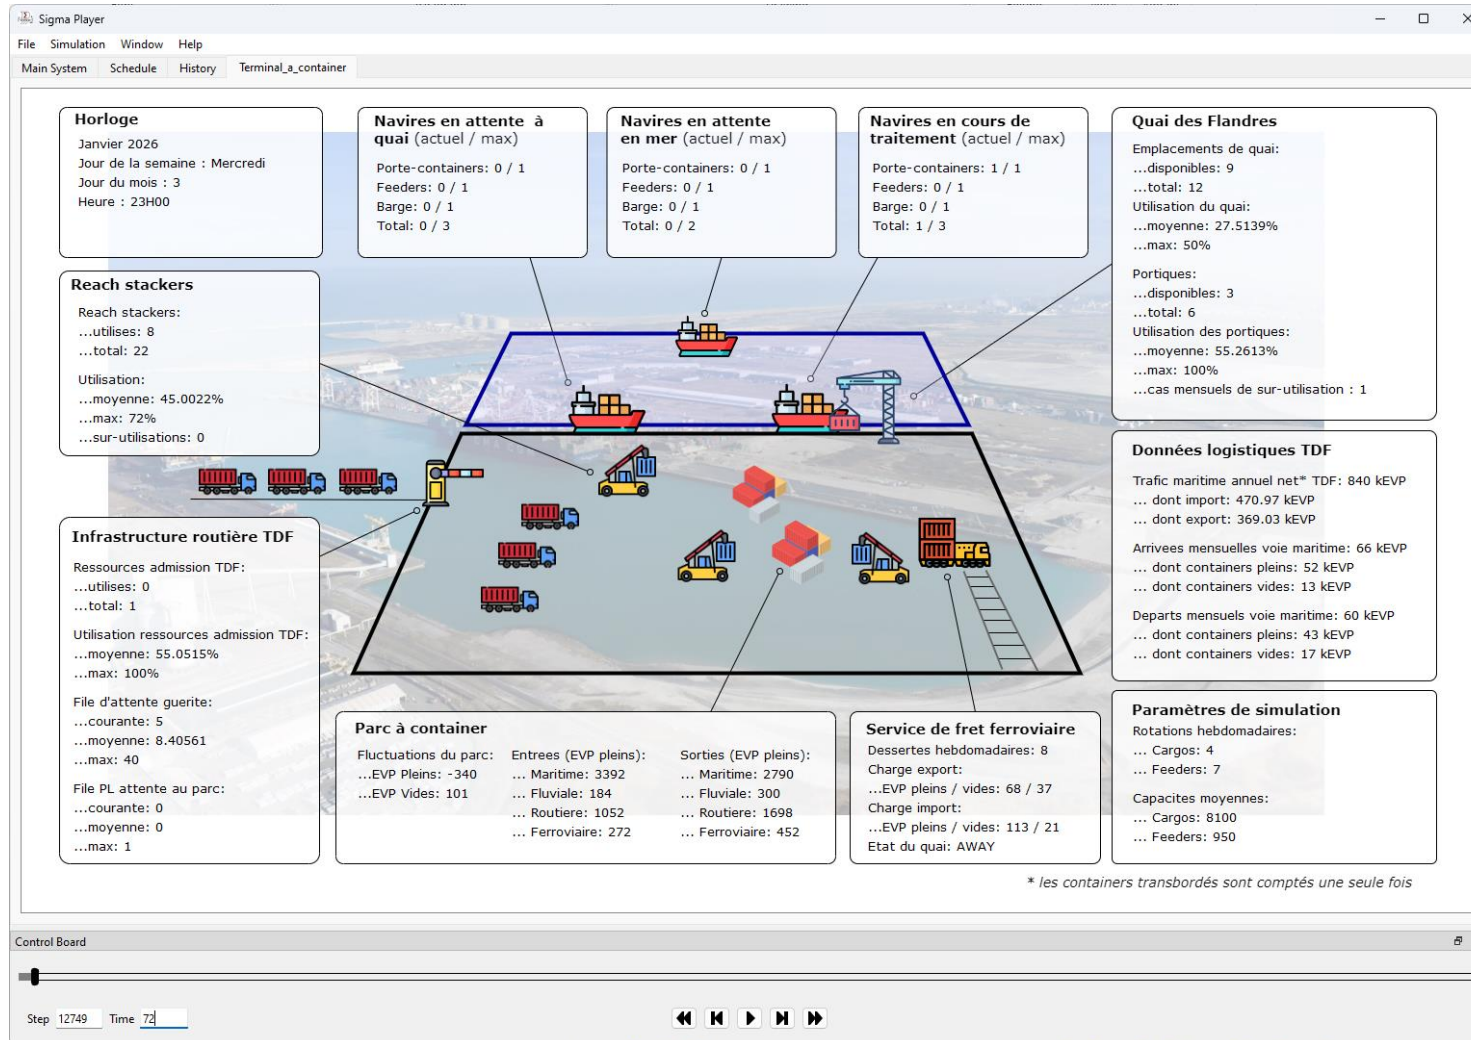 Sigma Player
File Simulation Window Help
Main System Schedule History Terminal_a_container
Horloge
Janvier 2026
Jour de la semaine : Mercredi
Jour du mois : 3
Heure : 23H00
Navires en attente à
quai (actuel / max)
Porte-containers: 0 / 1
Feeders: 0 / 1
Barge: 0 / 1
Total: 0 / 3
Navires en attente
en mer (actuel / max)
Porte-containers: 0 / 1
Feeders: 0 / 1
Barge: 0 / 1
Total: 0 / 2
Navires en cours de
traitement (actuel / max)
Porte-containers: 1 / 1
Feeders: 0 / 1
Barge: 0 / 1
Total: 1 / 3
Quai des Flandres
Emplacements de quai:
...disponibles: 9
...total: 12
Utilisation du quai:
...moyenne: 27.5139%
...max: 50%
Portiques:
...disponibles: 3
...total: 6
Utilisation des portiques:
...moyenne: 55.2613%
...max: 100%
...cas mensuels de sur-utilisation : 1
Reach stackers
Reach stackers:
...utilises: 8
...total: 22
Utilisation:
...moyenne: 45.0022%
...max: 72%
...sur-utilisations: 0
Données logistiques TDF
Trafic maritime annuel net* TDF: 840 kEVP
... dont import: 470.97 kEVP
... dont export: 369.03 kEVP
Arrivees mensuelles voie maritime: 66 kEVP
... dont containers pleins: 52 kEVP
... dont containers vides: 13 kEVP
Departs mensuels voie maritime: 60 kEVP
... dont containers pleins: 43 kEVP
... dont containers vides: 17 kEVP
Infrastructure routière TDF
Ressources admission TDF:
...utilises: 0
...total: 1
Utilisation ressources admission TDF:
...moyenne: 55.0515%
...max: 100%
File d'attente guerite:
...courante: 5
...moyenne: 8.40561
...max: 40
File PL attente au parc:
...courante: 0
...moyenne: 0
...max: 1
Parc à container
Fluctuations du parc:
...EVP Pleins: -340
...EVP Vides: 101
Entrees (EVP pleins):
... Maritime: 3392
... Fluviale: 184
... Routiere: 1052
... Ferroviaire: 272
Sorties (EVP pleins):
... Maritime: 2790
... Fluviale: 300
... Routiere: 1698
... Ferroviaire: 452
Service de fret ferroviaire
Dessertes hebdomadaires: 8
Charge export:
...EVP pleins / vides: 68 / 37
Charge import:
...EVP pleins / vides: 113 / 21
Etat du quai: AWAY
Paramètres de simulation
Rotations hebdomadaires:
... Cargos: 4
... Feeders: 7
Capacites moyennes:
... Cargos: 8100
... Feeders: 950
* les containers transbordés sont comptés une seule fois
Control Board
Step 12749 Time 72